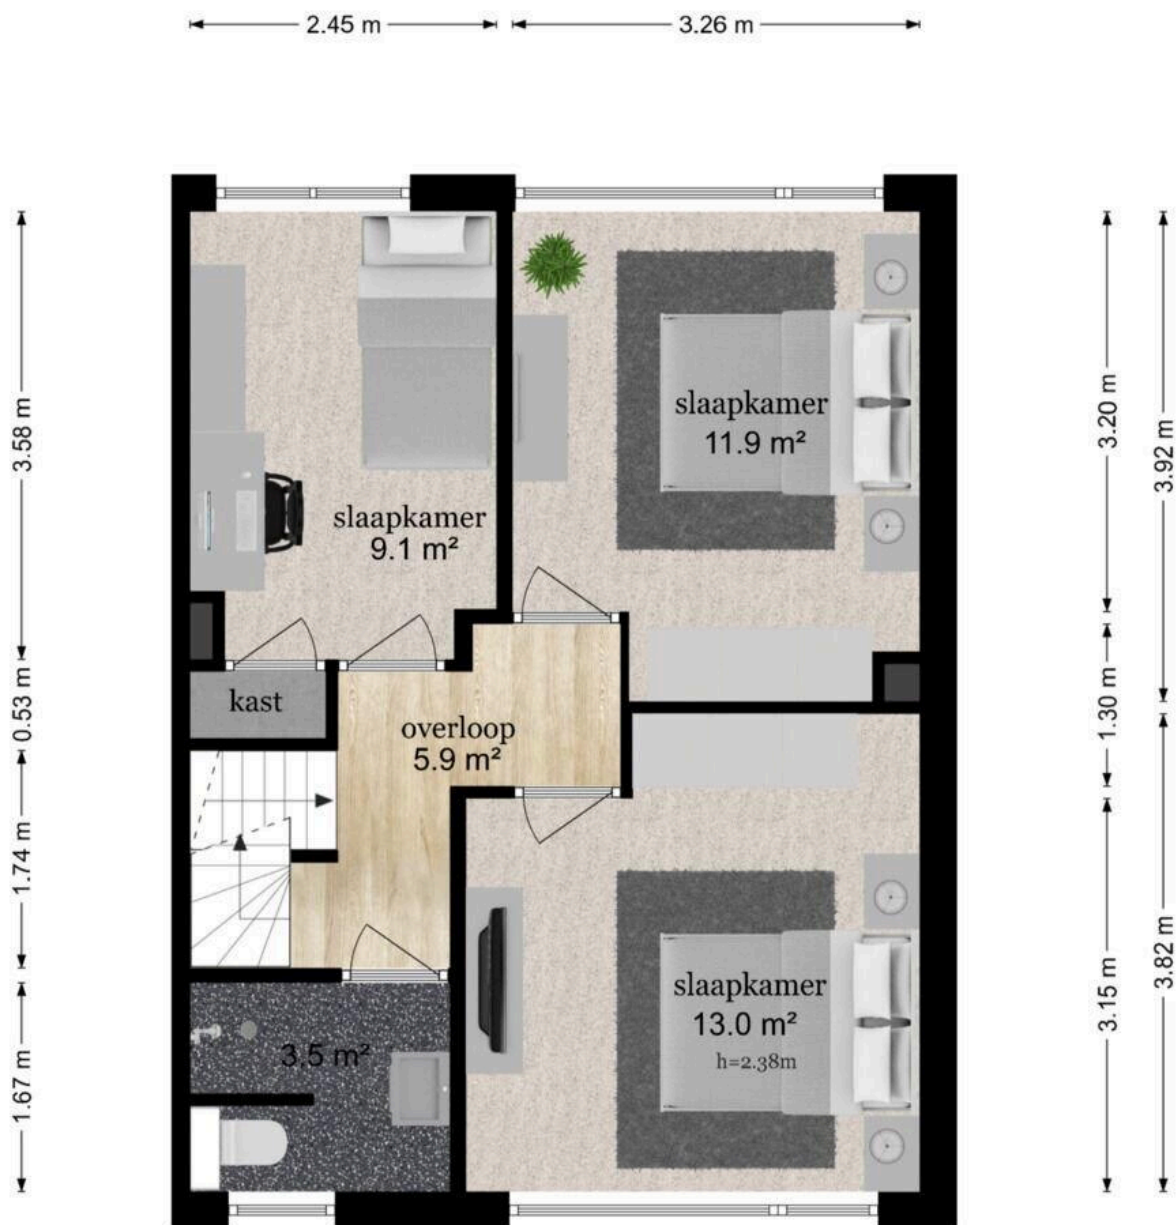 2.45 m
3.26 m
3.58 m
0.53 m
1.74 m
1.67 m
slaapkamer
9.1 m²
slaapkamer
11.9 m²
kast
overloop
5.9 m²
3.5 m²
slaapkamer
13.0 m²
h=2.38m
3.20 m
1.30 m
3.15 m
3.92 m
3.82 m